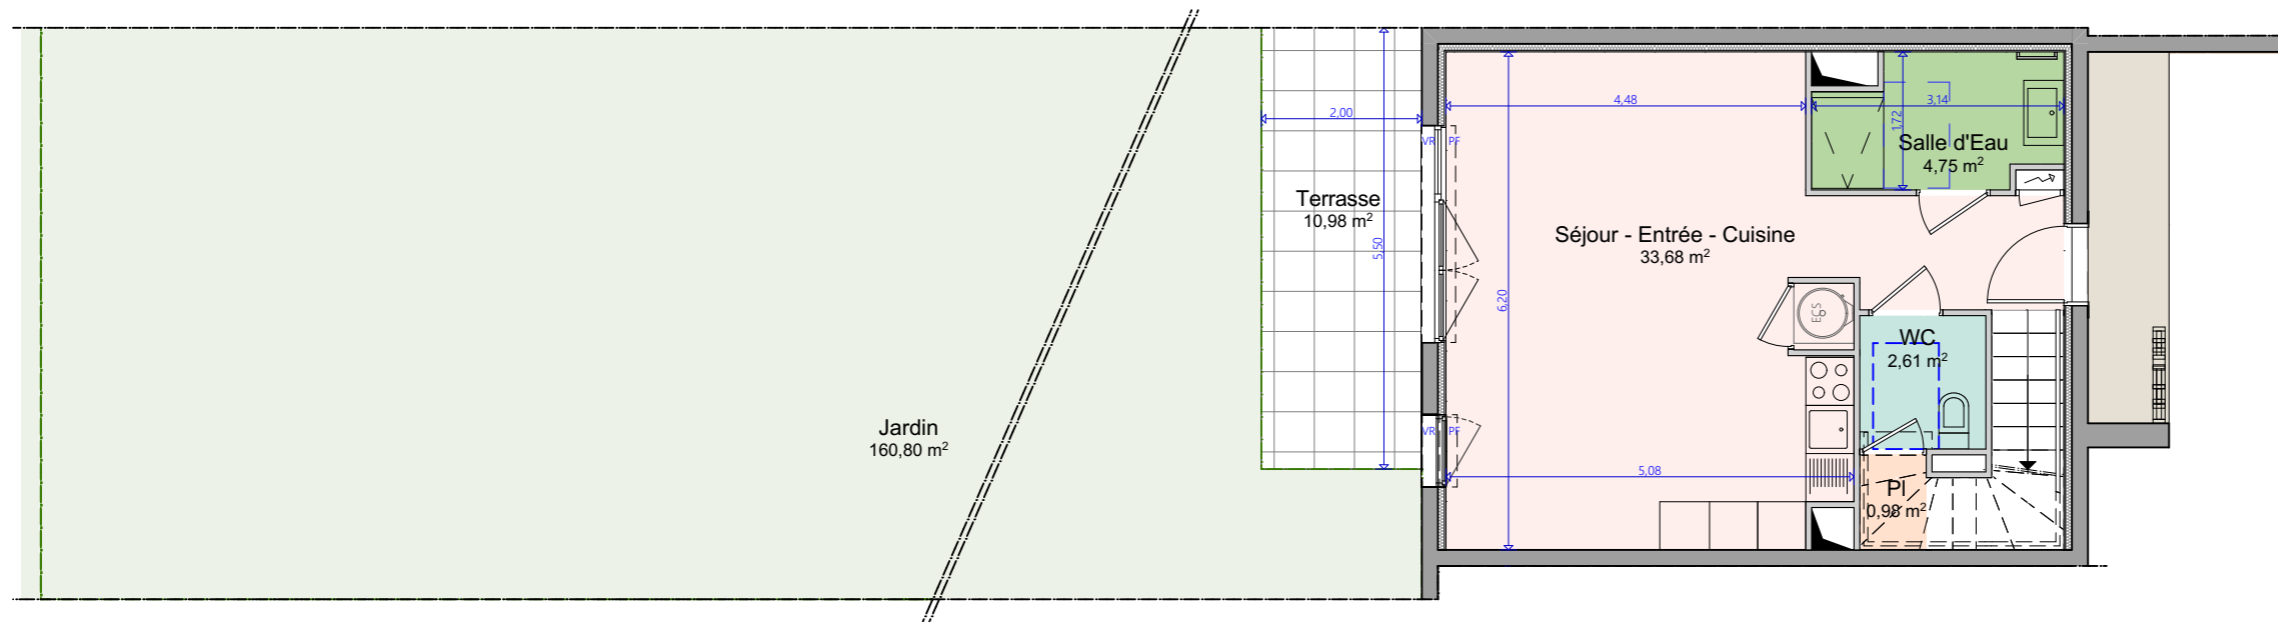 2,00
5,50
Terrasse
10,98 m²
Jardin
160,80 m²
VR
PF
VR
PF
4,48
6,20
5,08
Séjour - Entrée - Cuisine
33,68 m²
3,14
1,72
Salle d'Eau
4,75 m²
ECS
WC
2,61 m²
Pl
0,98 m²